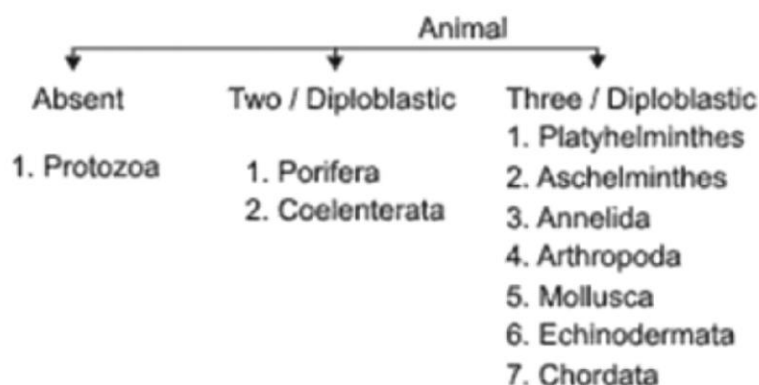 Animal
Absent
1. Protozoa
Two / Diploblastic
1. Porifera
2. Coelenterata
Three / Diploblastic
1. Platyhelminthes
2. Aschelminthes
3. Annelida
4. Arthropoda
5. Mollusca
6. Echinodermata
7. Chordata